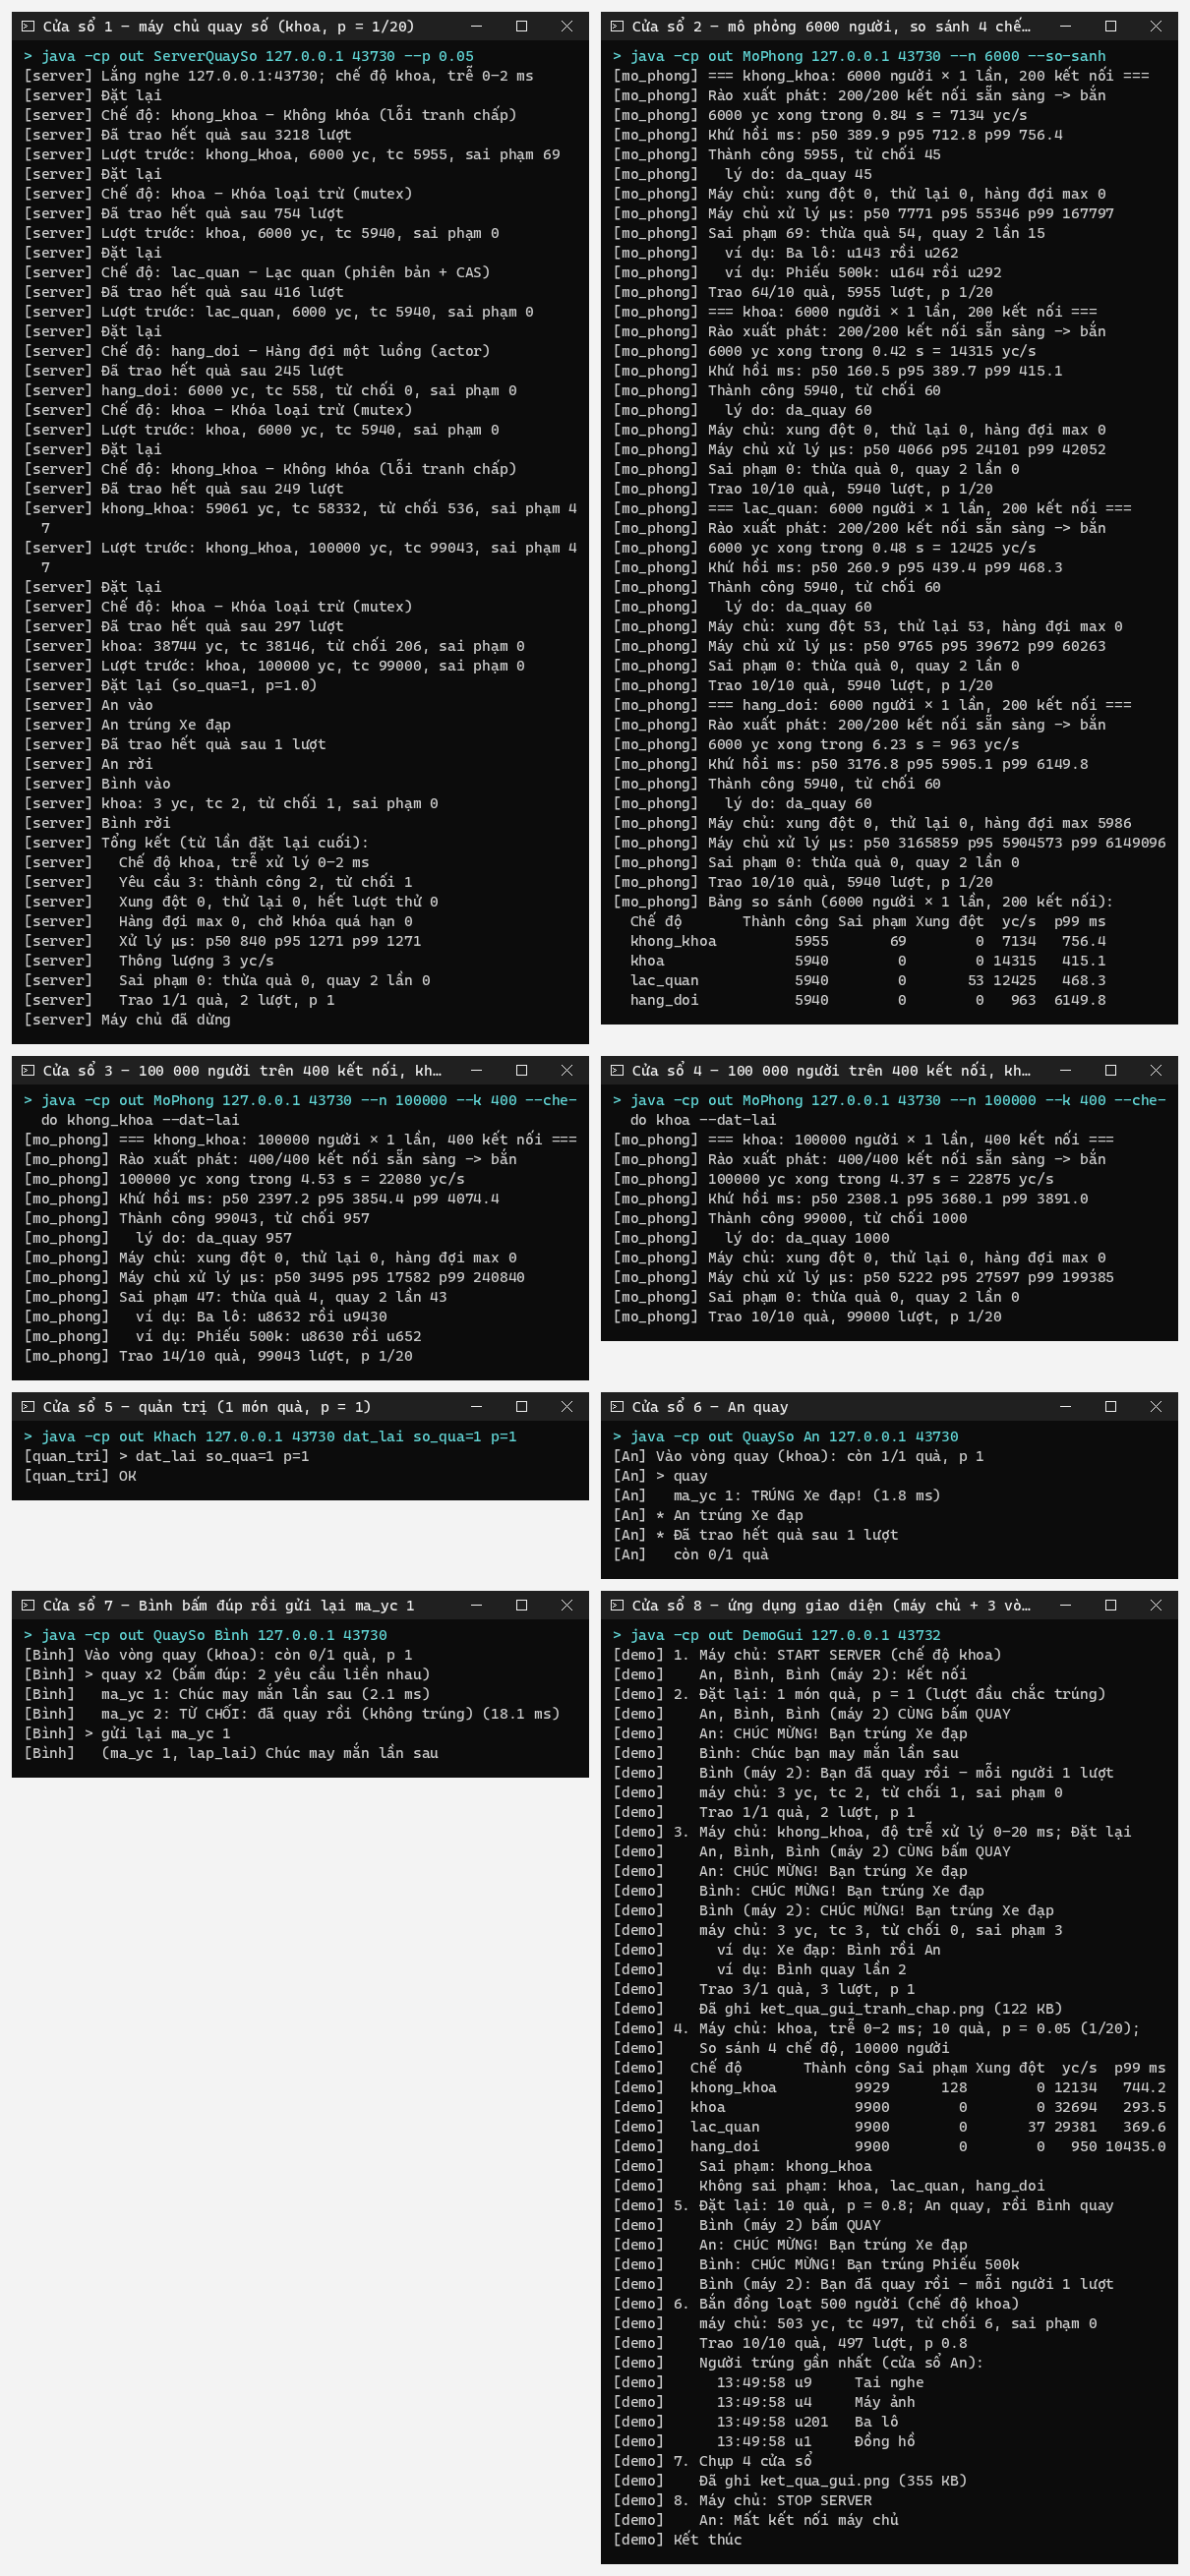 Cửa sổ 1 – máy chủ quay số (khoa, p = 1/20)
> java -cp out ServerQuaySo 127.0.0.1 43730 --p 0.05
[server] Lắng nghe 127.0.0.1:43730; chế độ khoa, trễ 0–2 ms
[server] Đặt lại
[server] Chế độ: khong_khoa – Không khóa (lỗi tranh chấp)
[server] Đã trao hết quà sau 3218 lượt
[server] Lượt trước: khong_khoa, 6000 yc, tc 5955, sai phạm 69
[server] Đặt lại
[server] Chế độ: khoa – Khóa loại trừ (mutex)
[server] Đã trao hết quà sau 754 lượt
[server] Lượt trước: khoa, 6000 yc, tc 5940, sai phạm 0
[server] Đặt lại
[server] Chế độ: lac_quan – Lạc quan (phiên bản + CAS)
[server] Đã trao hết quà sau 416 lượt
[server] Lượt trước: lac_quan, 6000 yc, tc 5940, sai phạm 0
[server] Đặt lại
[server] Chế độ: hang_doi – Hàng đợi một luồng (actor)
[server] Đã trao hết quà sau 245 lượt
[server] hang_doi: 6000 yc, tc 558, từ chối 0, sai phạm 0
[server] Chế độ: khoa – Khóa loại trừ (mutex)
[server] Lượt trước: khoa, 6000 yc, tc 5940, sai phạm 0
[server] Đặt lại
[server] Chế độ: khong_khoa – Không khóa (lỗi tranh chấp)
[server] Đã trao hết quà sau 249 lượt
[server] khong_khoa: 59061 yc, tc 58332, từ chối 536, sai phạm 4
7
[server] Lượt trước: khong_khoa, 100000 yc, tc 99043, sai phạm 4
7
[server] Đặt lại
[server] Chế độ: khoa – Khóa loại trừ (mutex)
[server] Đã trao hết quà sau 297 lượt
[server] khoa: 38744 yc, tc 38146, từ chối 206, sai phạm 0
[server] Lượt trước: khoa, 100000 yc, tc 99000, sai phạm 0
[server] Đặt lại (so_qua=1, p=1.0)
[server] An vào
[server] An trúng Xe đạp
[server] Đã trao hết quà sau 1 lượt
[server] An rời
[server] Bình vào
[server] khoa: 3 yc, tc 2, từ chối 1, sai phạm 0
[server] Bình rời
[server] Tổng kết (từ lần đặt lại cuối):
[server]   Chế độ khoa, trễ xử lý 0–2 ms
[server]   Yêu cầu 3: thành công 2, từ chối 1
[server]   Xung đột 0, thử lại 0, hết lượt thử 0
[server]   Hàng đợi max 0, chờ khóa quá hạn 0
[server]   Xử lý µs: p50 840 p95 1271 p99 1271
[server]   Thông lượng 3 yc/s
[server]   Sai phạm 0: thừa quà 0, quay 2 lần 0
[server]   Trao 1/1 quà, 2 lượt, p 1
[server] Máy chủ đã dừng
Cửa sổ 2 – mô phỏng 6000 người, so sánh 4 chế…
> java -cp out MoPhong 127.0.0.1 43730 --n 6000 --so-sanh
[mo_phong] === khong_khoa: 6000 người × 1 lần, 200 kết nối ===
[mo_phong] Rào xuất phát: 200/200 kết nối sẵn sàng -> bắn
[mo_phong] 6000 yc xong trong 0.84 s = 7134 yc/s
[mo_phong] Khứ hồi ms: p50 389.9 p95 712.8 p99 756.4
[mo_phong] Thành công 5955, từ chối 45
[mo_phong]   lý do: da_quay 45
[mo_phong] Máy chủ: xung đột 0, thử lại 0, hàng đợi max 0
[mo_phong] Máy chủ xử lý µs: p50 7771 p95 55346 p99 167797
[mo_phong] Sai phạm 69: thừa quà 54, quay 2 lần 15
[mo_phong]   ví dụ: Ba lô: u143 rồi u262
[mo_phong]   ví dụ: Phiếu 500k: u164 rồi u292
[mo_phong] Trao 64/10 quà, 5955 lượt, p 1/20
[mo_phong] === khoa: 6000 người × 1 lần, 200 kết nối ===
[mo_phong] Rào xuất phát: 200/200 kết nối sẵn sàng -> bắn
[mo_phong] 6000 yc xong trong 0.42 s = 14315 yc/s
[mo_phong] Khứ hồi ms: p50 160.5 p95 389.7 p99 415.1
[mo_phong] Thành công 5940, từ chối 60
[mo_phong]   lý do: da_quay 60
[mo_phong] Máy chủ: xung đột 0, thử lại 0, hàng đợi max 0
[mo_phong] Máy chủ xử lý µs: p50 4066 p95 24101 p99 42052
[mo_phong] Sai phạm 0: thừa quà 0, quay 2 lần 0
[mo_phong] Trao 10/10 quà, 5940 lượt, p 1/20
[mo_phong] === lac_quan: 6000 người × 1 lần, 200 kết nối ===
[mo_phong] Rào xuất phát: 200/200 kết nối sẵn sàng -> bắn
[mo_phong] 6000 yc xong trong 0.48 s = 12425 yc/s
[mo_phong] Khứ hồi ms: p50 260.9 p95 439.4 p99 468.3
[mo_phong] Thành công 5940, từ chối 60
[mo_phong]   lý do: da_quay 60
[mo_phong] Máy chủ: xung đột 53, thử lại 53, hàng đợi max 0
[mo_phong] Máy chủ xử lý µs: p50 9765 p95 39672 p99 60263
[mo_phong] Sai phạm 0: thừa quà 0, quay 2 lần 0
[mo_phong] Trao 10/10 quà, 5940 lượt, p 1/20
[mo_phong] === hang_doi: 6000 người × 1 lần, 200 kết nối ===
[mo_phong] Rào xuất phát: 200/200 kết nối sẵn sàng -> bắn
[mo_phong] 6000 yc xong trong 6.23 s = 963 yc/s
[mo_phong] Khứ hồi ms: p50 3176.8 p95 5905.1 p99 6149.8
[mo_phong] Thành công 5940, từ chối 60
[mo_phong]   lý do: da_quay 60
[mo_phong] Máy chủ: xung đột 0, thử lại 0, hàng đợi max 5986
[mo_phong] Máy chủ xử lý µs: p50 3165859 p95 5904573 p99 6149096
[mo_phong] Sai phạm 0: thừa quà 0, quay 2 lần 0
[mo_phong] Trao 10/10 quà, 5940 lượt, p 1/20
[mo_phong] Bảng so sánh (6000 người × 1 lần, 200 kết nối):
Chế độ       Thành công Sai phạm Xung đột  yc/s   p99 ms
khong_khoa         5955       69        0  7134    756.4
khoa               5940        0        0 14315    415.1
lac_quan           5940        0       53 12425    468.3
hang_doi           5940        0        0   963   6149.8
Cửa sổ 3 – 100 000 người trên 400 kết nối, kh…
> java -cp out MoPhong 127.0.0.1 43730 --n 100000 --k 400 --che-
do khong_khoa --dat-lai
[mo_phong] === khong_khoa: 100000 người × 1 lần, 400 kết nối ===
[mo_phong] Rào xuất phát: 400/400 kết nối sẵn sàng -> bắn
[mo_phong] 100000 yc xong trong 4.53 s = 22080 yc/s
[mo_phong] Khứ hồi ms: p50 2397.2 p95 3854.4 p99 4074.4
[mo_phong] Thành công 99043, từ chối 957
[mo_phong]   lý do: da_quay 957
[mo_phong] Máy chủ: xung đột 0, thử lại 0, hàng đợi max 0
[mo_phong] Máy chủ xử lý µs: p50 3495 p95 17582 p99 240840
[mo_phong] Sai phạm 47: thừa quà 4, quay 2 lần 43
[mo_phong]   ví dụ: Ba lô: u8632 rồi u9430
[mo_phong]   ví dụ: Phiếu 500k: u8630 rồi u652
[mo_phong] Trao 14/10 quà, 99043 lượt, p 1/20
Cửa sổ 4 – 100 000 người trên 400 kết nối, kh…
> java -cp out MoPhong 127.0.0.1 43730 --n 100000 --k 400 --che-
do khoa --dat-lai
[mo_phong] === khoa: 100000 người × 1 lần, 400 kết nối ===
[mo_phong] Rào xuất phát: 400/400 kết nối sẵn sàng -> bắn
[mo_phong] 100000 yc xong trong 4.37 s = 22875 yc/s
[mo_phong] Khứ hồi ms: p50 2308.1 p95 3680.1 p99 3891.0
[mo_phong] Thành công 99000, từ chối 1000
[mo_phong]   lý do: da_quay 1000
[mo_phong] Máy chủ: xung đột 0, thử lại 0, hàng đợi max 0
[mo_phong] Máy chủ xử lý µs: p50 5222 p95 27597 p99 199385
[mo_phong] Sai phạm 0: thừa quà 0, quay 2 lần 0
[mo_phong] Trao 10/10 quà, 99000 lượt, p 1/20
Cửa sổ 5 – quản trị (1 món quà, p = 1)
> java -cp out Khach 127.0.0.1 43730 dat_lai so_qua=1 p=1
[quan_tri] > dat_lai so_qua=1 p=1
[quan_tri] OK
Cửa sổ 6 – An quay
> java -cp out QuaySo An 127.0.0.1 43730
[An] Vào vòng quay (khoa): còn 1/1 quà, p 1
[An] > quay
[An]   ma_yc 1: TRÚNG Xe đạp! (1.8 ms)
[An] * An trúng Xe đạp
[An] * Đã trao hết quà sau 1 lượt
[An]   còn 0/1 quà
Cửa sổ 7 – Bình bấm đúp rồi gửi lại ma_yc 1
> java -cp out QuaySo Bình 127.0.0.1 43730
[Bình] Vào vòng quay (khoa): còn 0/1 quà, p 1
[Bình] > quay x2 (bấm đúp: 2 yêu cầu liền nhau)
[Bình]   ma_yc 1: Chúc may mắn lần sau (2.1 ms)
[Bình]   ma_yc 2: TỪ CHỐI: đã quay rồi (không trúng) (18.1 ms)
[Bình] > gửi lại ma_yc 1
[Bình]   (ma_yc 1, lap_lai) Chúc may mắn lần sau
Cửa sổ 8 – ứng dụng giao diện (máy chủ + 3 vò…
> java -cp out DemoGui 127.0.0.1 43732
[demo] 1. Máy chủ: START SERVER (chế độ khoa)
[demo]    An, Bình, Bình (máy 2): Kết nối
[demo] 2. Đặt lại: 1 món quà, p = 1 (lượt đầu chắc trúng)
[demo]    An, Bình, Bình (máy 2) CÙNG bấm QUAY
[demo]    An: CHÚC MỪNG! Bạn trúng Xe đạp
[demo]    Bình: Chúc bạn may mắn lần sau
[demo]    Bình (máy 2): Bạn đã quay rồi – mỗi người 1 lượt
[demo]    máy chủ: 3 yc, tc 2, từ chối 1, sai phạm 0
[demo]    Trao 1/1 quà, 2 lượt, p 1
[demo] 3. Máy chủ: khong_khoa, độ trễ xử lý 0–20 ms; Đặt lại
[demo]    An, Bình, Bình (máy 2) CÙNG bấm QUAY
[demo]    An: CHÚC MỪNG! Bạn trúng Xe đạp
[demo]    Bình: CHÚC MỪNG! Bạn trúng Xe đạp
[demo]    Bình (máy 2): CHÚC MỪNG! Bạn trúng Xe đạp
[demo]    máy chủ: 3 yc, tc 3, từ chối 0, sai phạm 3
[demo]      ví dụ: Xe đạp: Bình rồi An
[demo]      ví dụ: Bình quay lần 2
[demo]    Trao 3/1 quà, 3 lượt, p 1
[demo]    Đã ghi ket_qua_gui_tranh_chap.png (122 KB)
[demo] 4. Máy chủ: khoa, trễ 0–2 ms; 10 quà, p = 0.05 (1/20);
[demo]    So sánh 4 chế độ, 10000 người
[demo]   Chế độ       Thành công Sai phạm Xung đột  yc/s  p99 ms
[demo]   khong_khoa         9929      128        0 12134   744.2
[demo]   khoa               9900        0        0 32694   293.5
[demo]   lac_quan           9900        0       37 29381   369.6
[demo]   hang_doi           9900        0        0   950 10435.0
[demo]    Sai phạm: khong_khoa
[demo]    Không sai phạm: khoa, lac_quan, hang_doi
[demo] 5. Đặt lại: 10 quà, p = 0.8; An quay, rồi Bình quay
[demo]    Bình (máy 2) bấm QUAY
[demo]    An: CHÚC MỪNG! Bạn trúng Xe đạp
[demo]    Bình: CHÚC MỪNG! Bạn trúng Phiếu 500k
[demo]    Bình (máy 2): Bạn đã quay rồi – mỗi người 1 lượt
[demo] 6. Bắn đồng loạt 500 người (chế độ khoa)
[demo]    máy chủ: 503 yc, tc 497, từ chối 6, sai phạm 0
[demo]    Trao 10/10 quà, 497 lượt, p 0.8
[demo]    Người trúng gần nhất (cửa sổ An):
[demo]      13:49:58 u9     Tai nghe
[demo]      13:49:58 u4     Máy ảnh
[demo]      13:49:58 u201   Ba lô
[demo]      13:49:58 u1     Đồng hồ
[demo] 7. Chụp 4 cửa sổ
[demo]    Đã ghi ket_qua_gui.png (355 KB)
[demo] 8. Máy chủ: STOP SERVER
[demo]    An: Mất kết nối máy chủ
[demo] Kết thúc